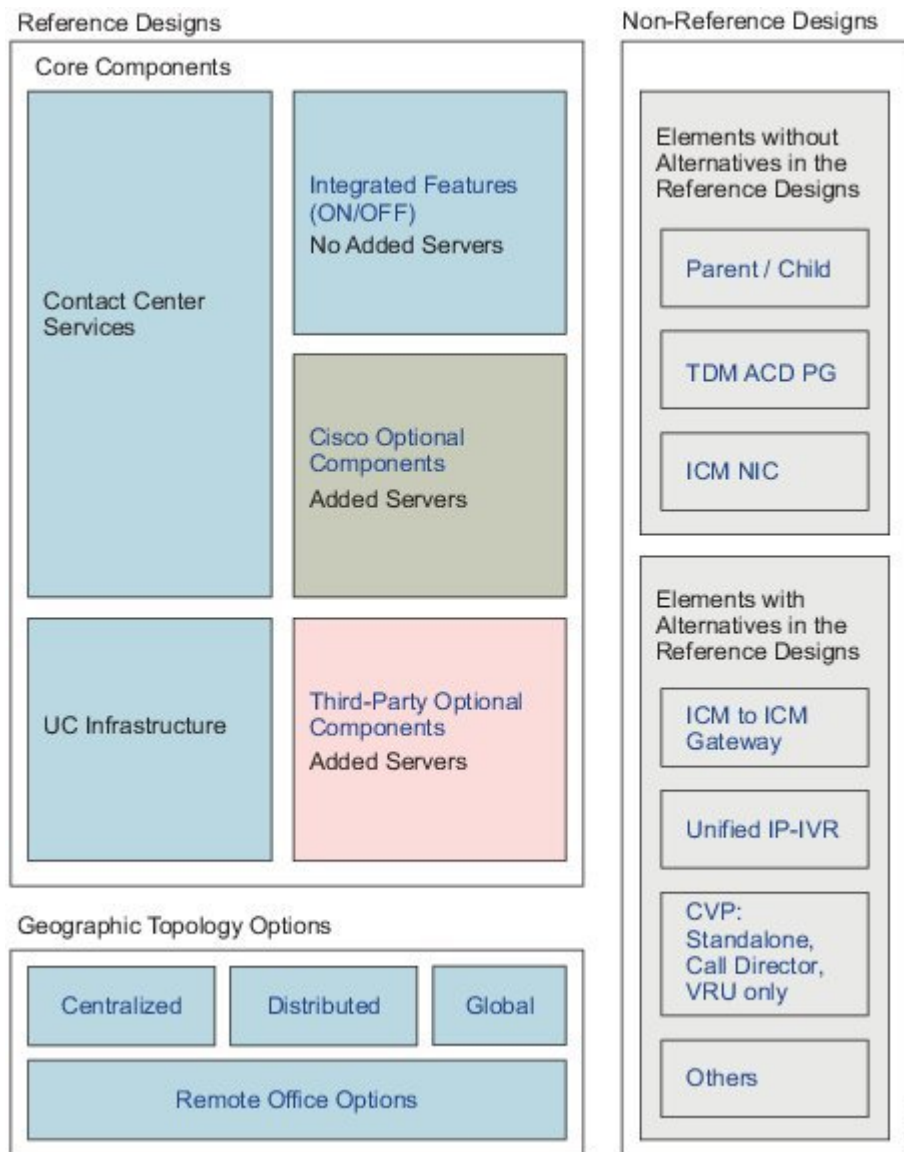 Reference Designs
Core Components
Contact Center
Services
Integrated Features
(ON/OFF)
No Added Servers
Cisco Optional
Components
Added Servers
UC Infrastructure
Third-Party Optional
Components
Added Servers
Geographic Topology Options
Centralized
Distributed
Global
Remote Office Options
Non-Reference Designs
Elements without
Alternatives in the
Reference Designs
Parent / Child
TDM ACD PG
ICM NIC
Elements with
Alternatives in the
Reference Designs
ICM to ICM
Gateway
Unified IP-IVR
CVP:
Standalone,
Call Director,
VRU only
Others